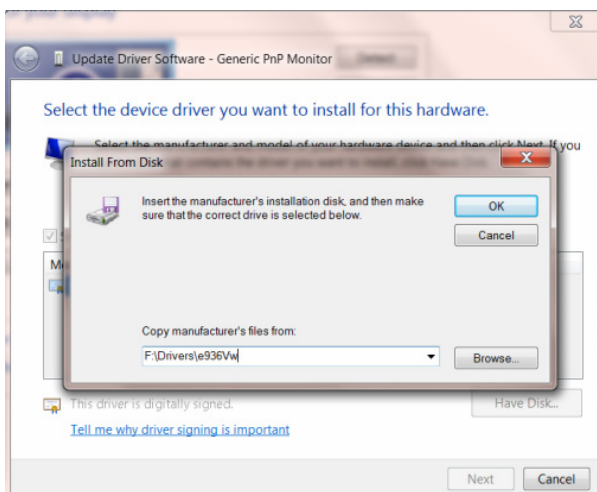 Update Driver Software - Generic PnP Monitor
Select the device driver you want to install for this hardware.
Select the manufacturer and model of your hardware device and then click Next. If you
Install From Disk
Insert the manufacturer's installation disk, and then make
sure that the correct drive is selected below.
OK
Cancel
Copy manufacturer's files from:
F:\Drivers\e936Vw
Browse...
This driver is digitally signed.
Have Disk...
Tell me why driver signing is important
Next
Cancel